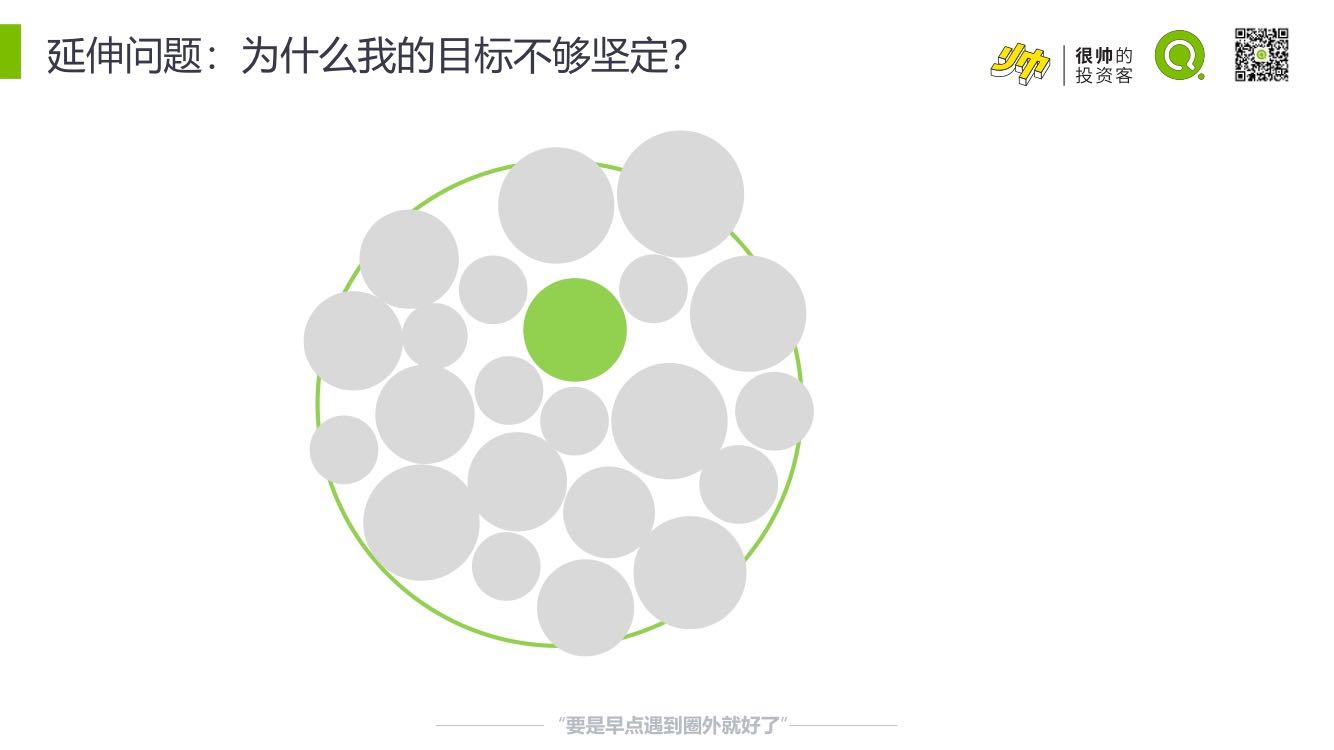 延伸问题：为什么我的目标不够坚定？
很帅的
投资客
“要是早点遇到圈外就好了”